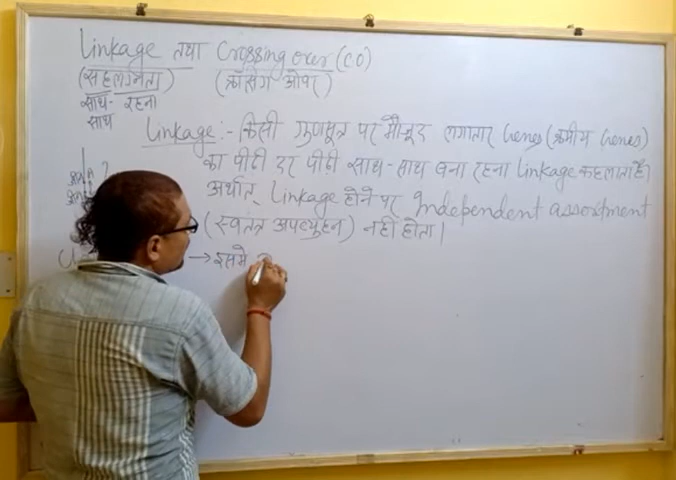 Linkage तथा Crossing over (CO)
(सहलग्नता) (क्रॉसिंग ओवर)
साथ-रहना
साथ
Linkage:- किसी गुणसूत्र पर मौजूद लगातार Genes (क्रमीय Genes)
का पीढी दर पीढी साथ-साथ बना रहना Linkage कहलाता है।
अर्थात् Linkage होने पर Independent assortment
(स्वतंत्र अपव्युहन) नहीं होता।
→ इसमे